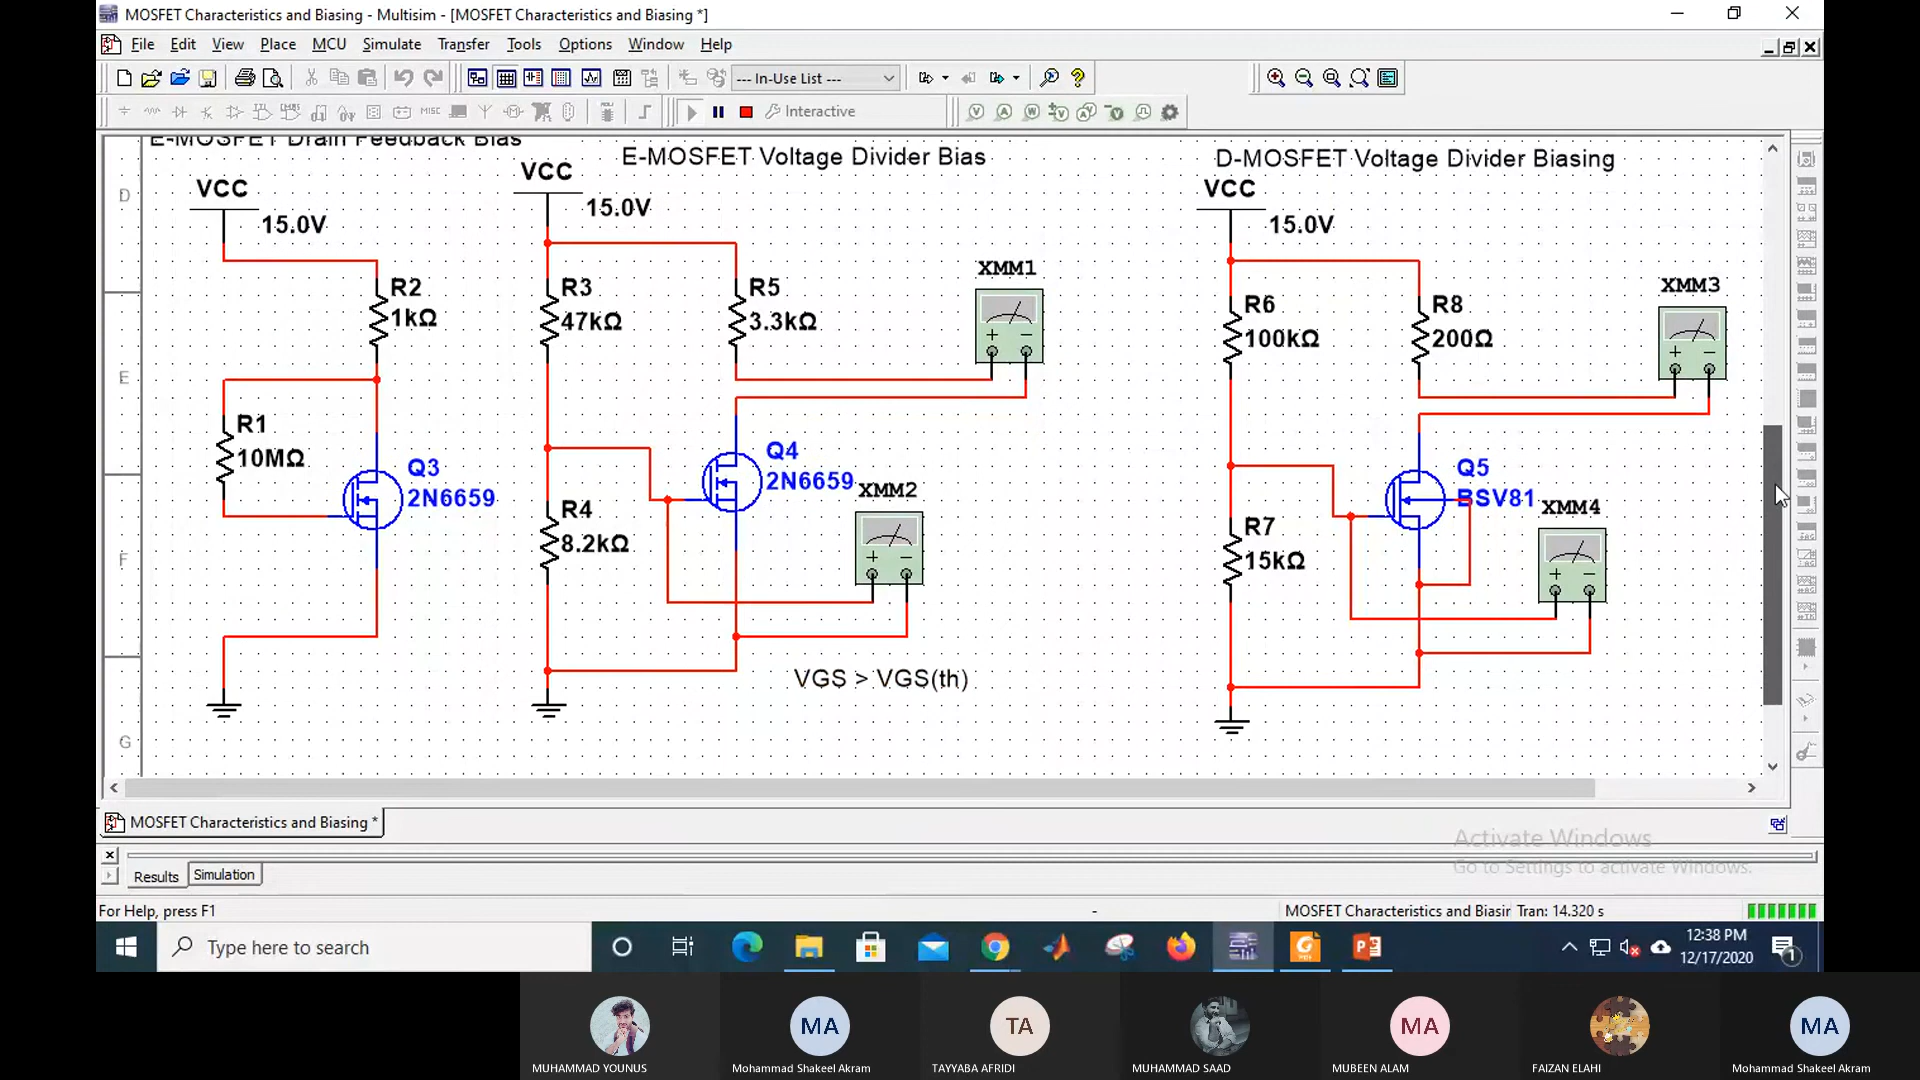 MOSFET Characteristics and Biasing - Multisim - [MOSFET Characteristics and Biasing *]
File Edit View Place MCU Simulate Transfer Tools Options Window Help
--- In-Use List ---
MISC
Interactive
E-MOSFET Drain Feedback Bias
E-MOSFET Voltage Divider Bias
D-MOSFET Voltage Divider Biasing
D
E
F
G
VCC
15.0V
R2
1kΩ
R1
10MΩ
Q3
2N6659
VCC
15.0V
R3
47kΩ
R5
3.3kΩ
XMM1
R4
8.2kΩ
Q4
2N6659
XMM2
VGS > VGS(th)
VCC
15.0V
R6
100kΩ
R8
200Ω
XMM3
R7
15kΩ
Q5
BSV81
XMM4
MOSFET Characteristics and Biasing *
Activate Windows
Go to Settings to activate Windows.
Results Simulation
For Help, press F1
-
MOSFET Characteristics and Biasir Tran: 14.320 s
Type here to search
12:38 PM
12/17/2020
1
MA
TA
MA
MA
MUHAMMAD YOUNUS
Mohammad Shakeel Akram
TAYYABA AFRIDI
MUHAMMAD SAAD
MUBEEN ALAM
FAIZAN ELAHI
Mohammad Shakeel Akram